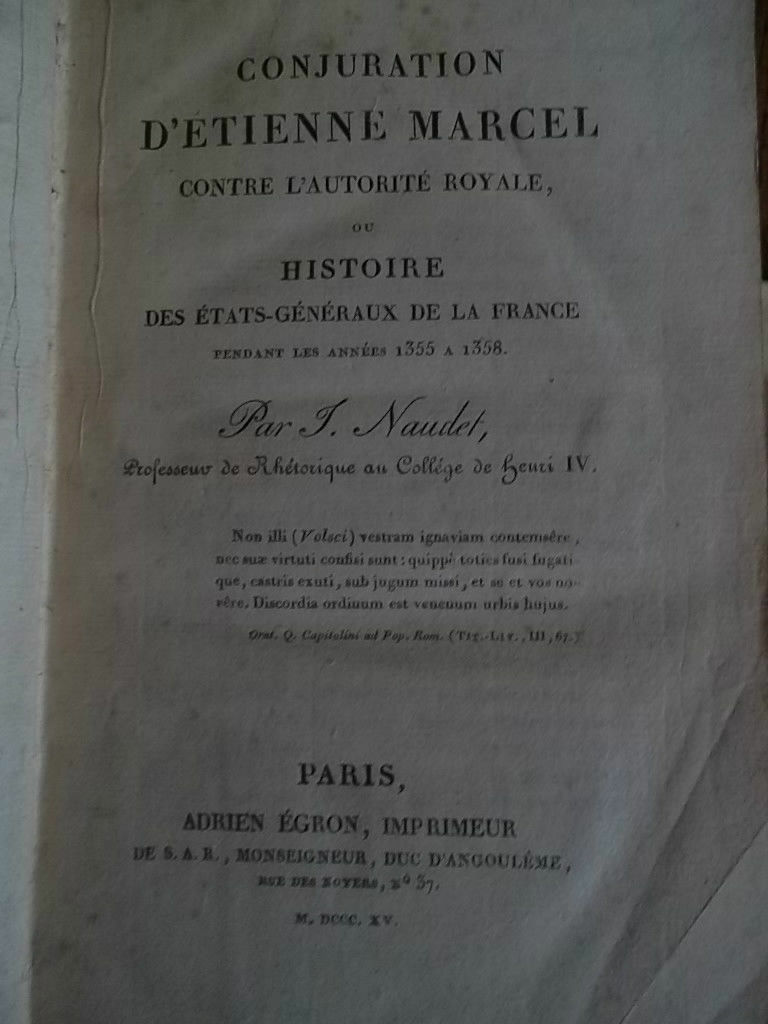 CONJURATION
D'ÉTIENNE MARCEL
CONTRE L'AUTORITÉ ROYALE,
OU
HISTOIRE
DES ÉTATS-GÉNÉRAUX DE LA FRANCE
PENDANT LES ANNÉES 1355 A 1358.
Par J. Naudet,
Professeur de Rhétorique au Collége de Henri IV.
Non illi (Volsci) vestram ignaviam contemsêre,
nec suæ virtuti confisi sunt: quippè toties fusi fugati
que, castris exuti, sub jugum missi, et se et vos no-
vêre. Discordia ordinum est venenum urbis hujus.
Orat. Q. Capitolini ad Pop. Rom. (TIT.-LIV., III, 67.)
PARIS,
ADRIEN ÉGRON, IMPRIMEUR
DE S. A. R., MONSEIGNEUR, DUC D'ANGOULÊME,
RUE DES NOYERS, Nº 37.
M. DCCC. XV.